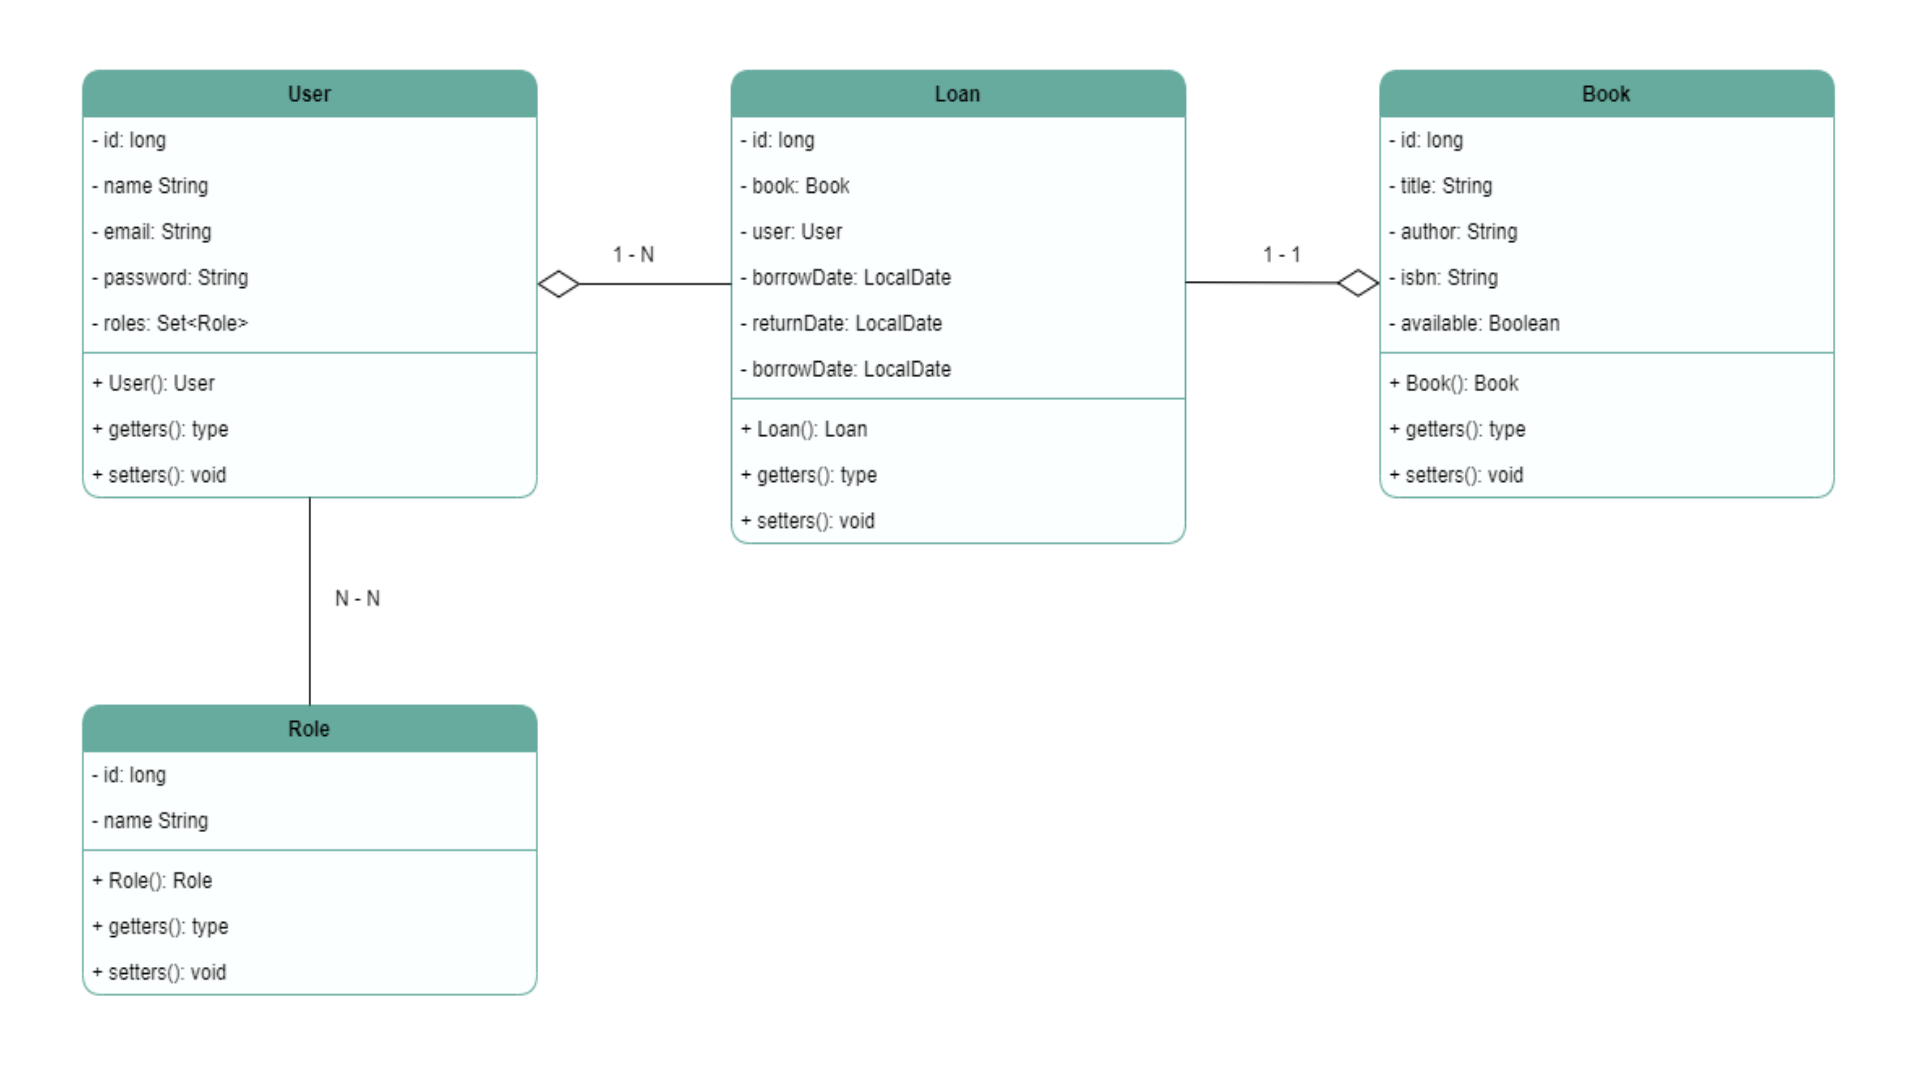 User
- id: long
- name String
- email: String
- password: String
- roles: Set<Role>
+ User(): User
+ getters(): type
+ setters(): void
1 - N
Loan
- id: long
- book: Book
- user: User
- borrowDate: LocalDate
- returnDate: LocalDate
- borrowDate: LocalDate
+ Loan(): Loan
+ getters(): type
+ setters(): void
1 - 1
Book
- id: long
- title: String
- author: String
- isbn: String
- available: Boolean
+ Book(): Book
+ getters(): type
+ setters(): void
N - N
Role
- id: long
- name String
+ Role(): Role
+ getters(): type
+ setters(): void